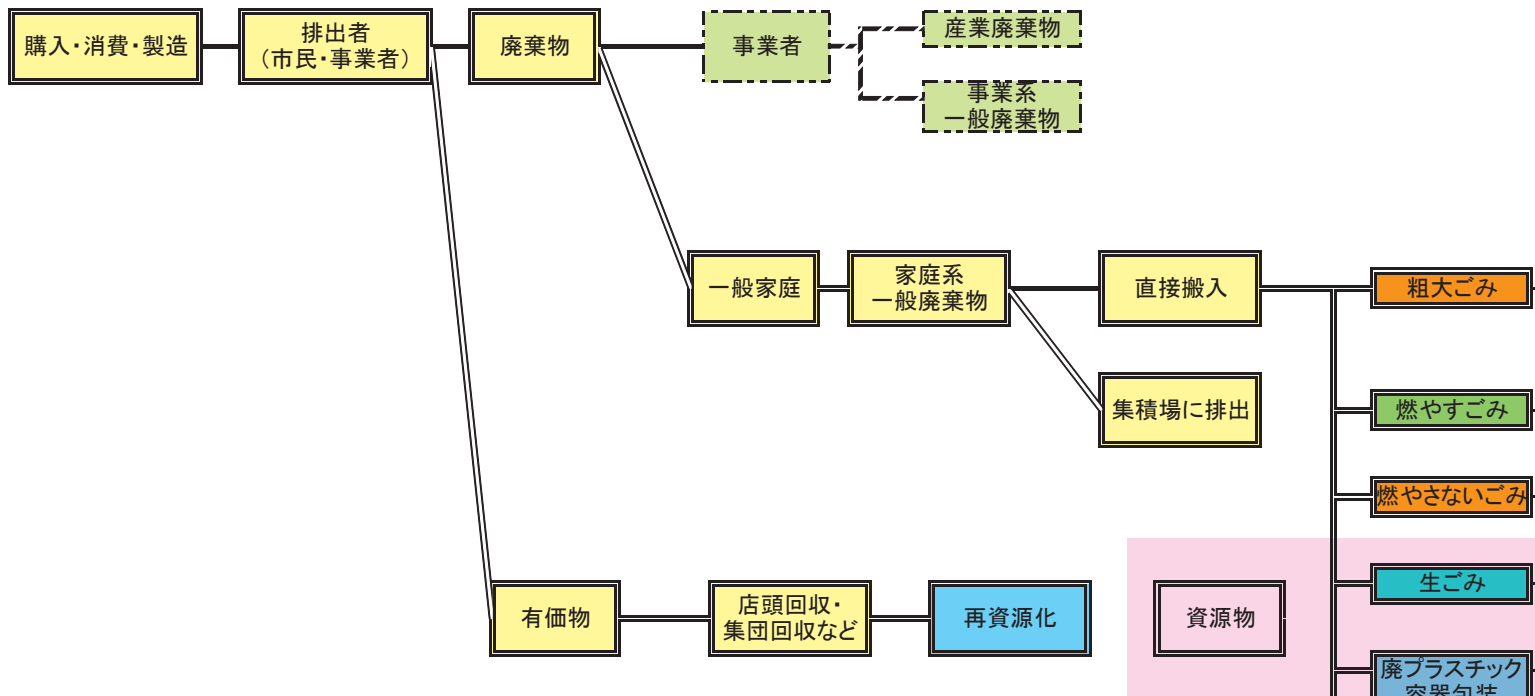 購入・消費・製造
排出者
（市民・事業者）
廃棄物
事業者
産業廃棄物
事業系
一般廃棄物
一般家庭
家庭系
一般廃棄物
直接搬入
粗大ごみ
集積場に排出
燃やすごみ
燃やさないごみ
有価物
店頭回収・
集団回収など
再資源化
資源物
生ごみ
廃プラスチック
容器包装